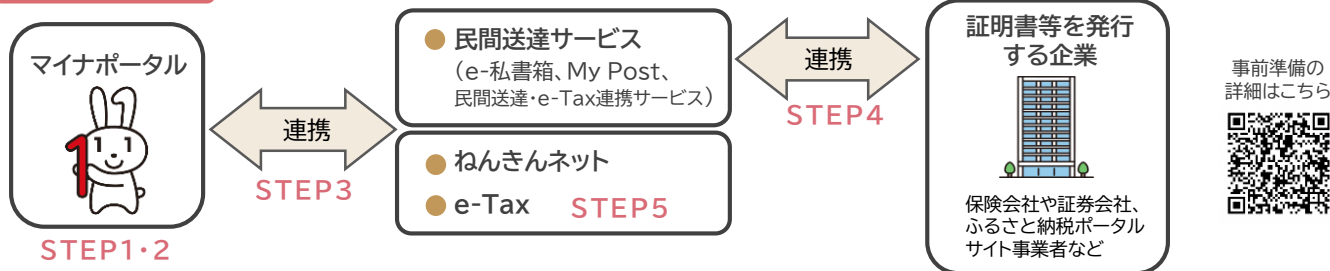 マイナポータル
1
STEP1・2
連携
STEP3
● 民間送達サービス
（e-私書箱、My Post、
民間送達・e-Tax連携サービス）
● ねんきんネット
● e-Tax STEP5
連携
STEP4
証明書等を発行
する企業
保険会社や証券会社、
ふるさと納税ポータル
サイト事業者など
事前準備の
詳細はこちら